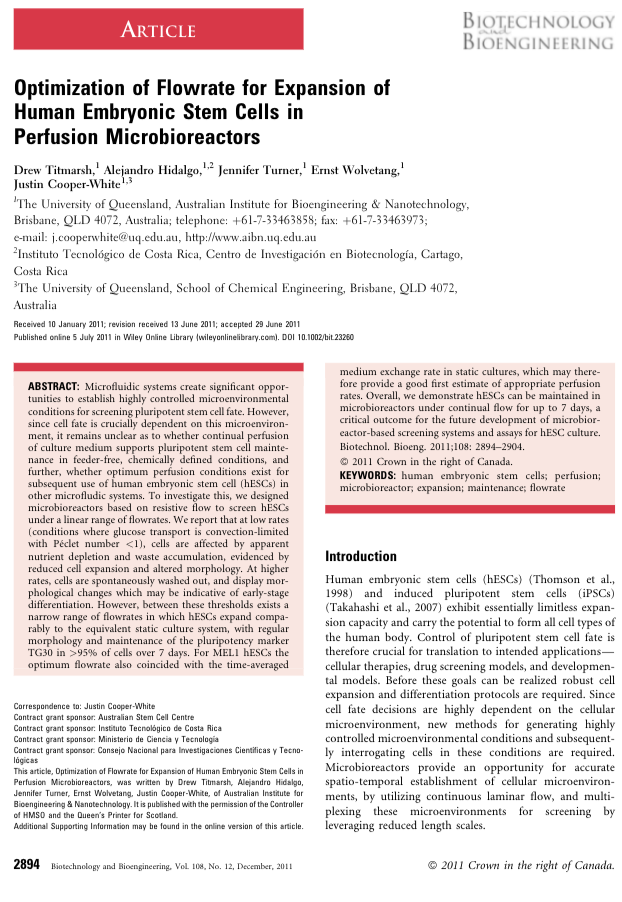 ARTICLE
BIOTECHNOLOGY
and
BIOENGINEERING
Optimization of Flowrate for Expansion of
Human Embryonic Stem Cells in
Perfusion Microbioreactors
Drew Titmarsh,1 Alejandro Hidalgo,1,2 Jennifer Turner,1 Ernst Wolvetang,1
Justin Cooper-White1,3
1The University of Queensland, Australian Institute for Bioengineering & Nanotechnology,
Brisbane, QLD 4072, Australia; telephone: +61-7-33463858; fax: +61-7-33463973;
e-mail: j.cooperwhite@uq.edu.au, http://www.aibn.uq.edu.au
2Instituto Tecnológico de Costa Rica, Centro de Investigación en Biotecnología, Cartago,
Costa Rica
3The University of Queensland, School of Chemical Engineering, Brisbane, QLD 4072,
Australia
Received 10 January 2011; revision received 13 June 2011; accepted 29 June 2011
Published online 5 July 2011 in Wiley Online Library (wileyonlinelibrary.com). DOI 10.1002/bit.23260
ABSTRACT: Microfluidic systems create significant oppor-
tunities to establish highly controlled microenvironmental
conditions for screening pluripotent stem cell fate. However,
since cell fate is crucially dependent on this microenviron-
ment, it remains unclear as to whether continual perfusion
of culture medium supports pluripotent stem cell mainte-
nance in feeder-free, chemically defined conditions, and
further, whether optimum perfusion conditions exist for
subsequent use of human embryonic stem cell (hESCs) in
other microfludic systems. To investigate this, we designed
microbioreactors based on resistive flow to screen hESCs
under a linear range of flowrates. We report that at low rates
(conditions where glucose transport is convection-limited
with Péclet number <1), cells are affected by apparent
nutrient depletion and waste accumulation, evidenced by
reduced cell expansion and altered morphology. At higher
rates, cells are spontaneously washed out, and display mor-
phological changes which may be indicative of early-stage
differentiation. However, between these thresholds exists a
narrow range of flowrates in which hESCs expand compa-
rably to the equivalent static culture system, with regular
morphology and maintenance of the pluripotency marker
TG30 in >95% of cells over 7 days. For MEL1 hESCs the
optimum flowrate also coincided with the time-averaged
medium exchange rate in static cultures, which may there-
fore provide a good first estimate of appropriate perfusion
rates. Overall, we demonstrate hESCs can be maintained in
microbioreactors under continual flow for up to 7 days, a
critical outcome for the future development of microbior-
eactor-based screening systems and assays for hESC culture.
Biotechnol. Bioeng. 2011;108: 2894–2904.
© 2011 Crown in the right of Canada.
KEYWORDS: human embryonic stem cells; perfusion;
microbioreactor; expansion; maintenance; flowrate
Introduction
Human embryonic stem cells (hESCs) (Thomson et al.,
1998) and induced pluripotent stem cells (iPSCs)
(Takahashi et al., 2007) exhibit essentially limitless expan-
sion capacity and carry the potential to form all cell types of
the human body. Control of pluripotent stem cell fate is
therefore crucial for translation to intended applications—
cellular therapies, drug screening models, and developmen-
tal models. Before these goals can be realized robust cell
expansion and differentiation protocols are required. Since
cell fate decisions are highly dependent on the cellular
microenvironment, new methods for generating highly
controlled microenvironmental conditions and subsequent-
ly interrogating cells in these conditions are required.
Microbioreactors provide an opportunity for accurate
spatio-temporal establishment of cellular microenviron-
ments, by utilizing continuous laminar flow, and multi-
plexing these microenvironments for screening by
leveraging reduced length scales.
Correspondence to: Justin Cooper-White
Contract grant sponsor: Australian Stem Cell Centre
Contract grant sponsor: Instituto Tecnológico de Costa Rica
Contract grant sponsor: Ministerio de Ciencia y Tecnología
Contract grant sponsor: Consejo Nacional para Investigaciones Científicas y Tecno-
lógicas
This article, Optimization of Flowrate for Expansion of Human Embryonic Stem Cells in
Perfusion Microbioreactors, was written by Drew Titmarsh, Alejandro Hidalgo,
Jennifer Turner, Ernst Wolvetang, Justin Cooper-White, of Australian Institute for
Bioengineering & Nanotechnology. It is published with the permission of the Controller
of HMSO and the Queen's Printer for Scotland.
Additional Supporting Information may be found in the online version of this article.
2894 Biotechnology and Bioengineering, Vol. 108, No. 12, December, 2011
© 2011 Crown in the right of Canada.